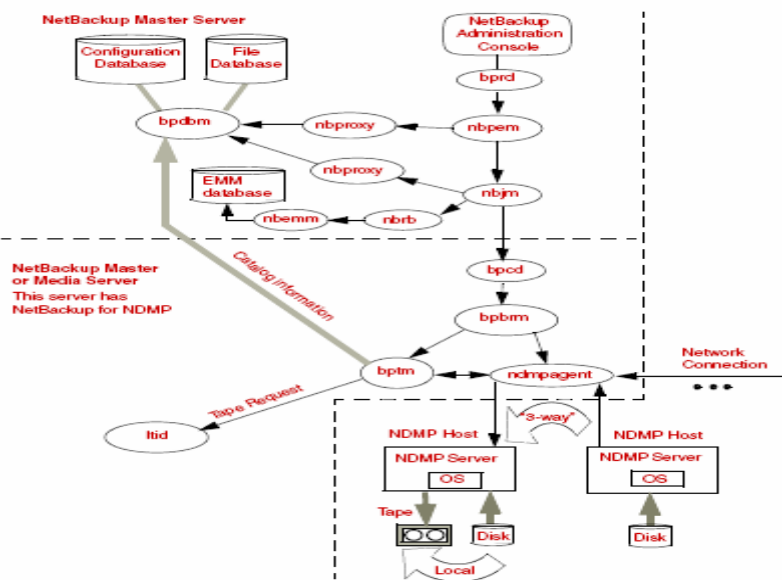 NetBackup Master Server
Configuration
Database
File
Database
NetBackup
Administration
Console
bprd
bpdbm
nbproxy
nbpem
nbproxy
EMM
database
nbjm
nbemm
nbrb
NetBackup Master
or Media Server
This server has
NetBackup for NDMP
Catalog information
bpcd
bpbrm
bptm
ndmpagent
Network
Connection
Tape Request
"3-way"
ltid
NDMP Host
NDMP Host
NDMP Server
NDMP Server
OS
OS
Tape
Disk
Disk
Local